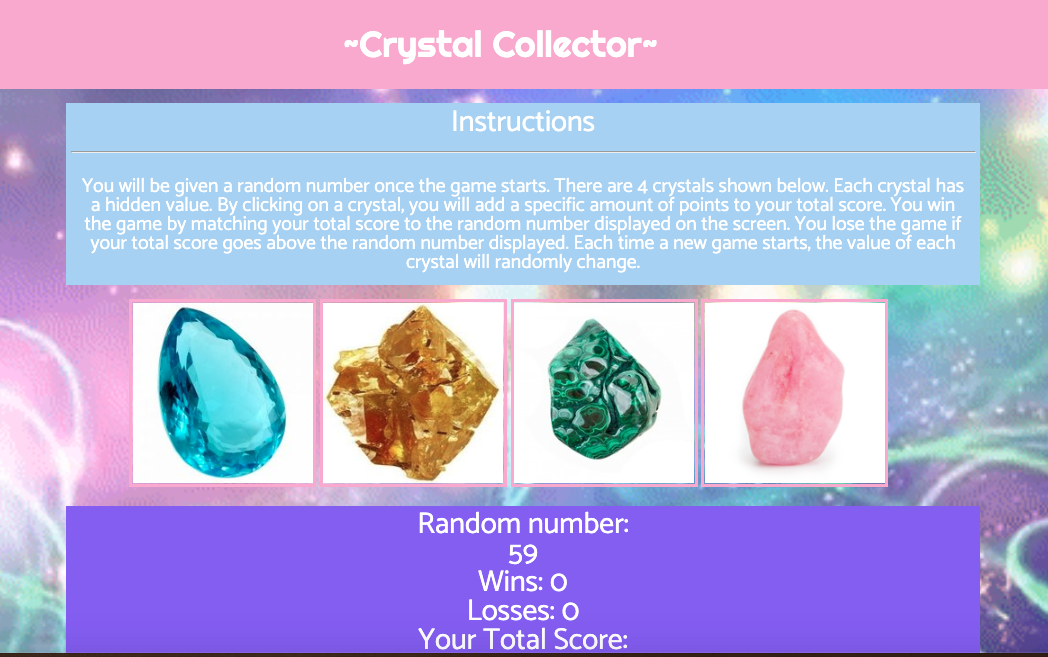 ~Crystal Collector~
Instructions
You will be given a random number once the game starts. There are 4 crystals shown below. Each crystal has
a hidden value. By clicking on a crystal, you will add a specific amount of points to your total score. You win
the game by matching your total score to the random number displayed on the screen. You lose the game if
your total score goes above the random number displayed. Each time a new game starts, the value of each
crystal will randomly change.
Random number:
59
Wins: 0
Losses: 0
Your Total Score: